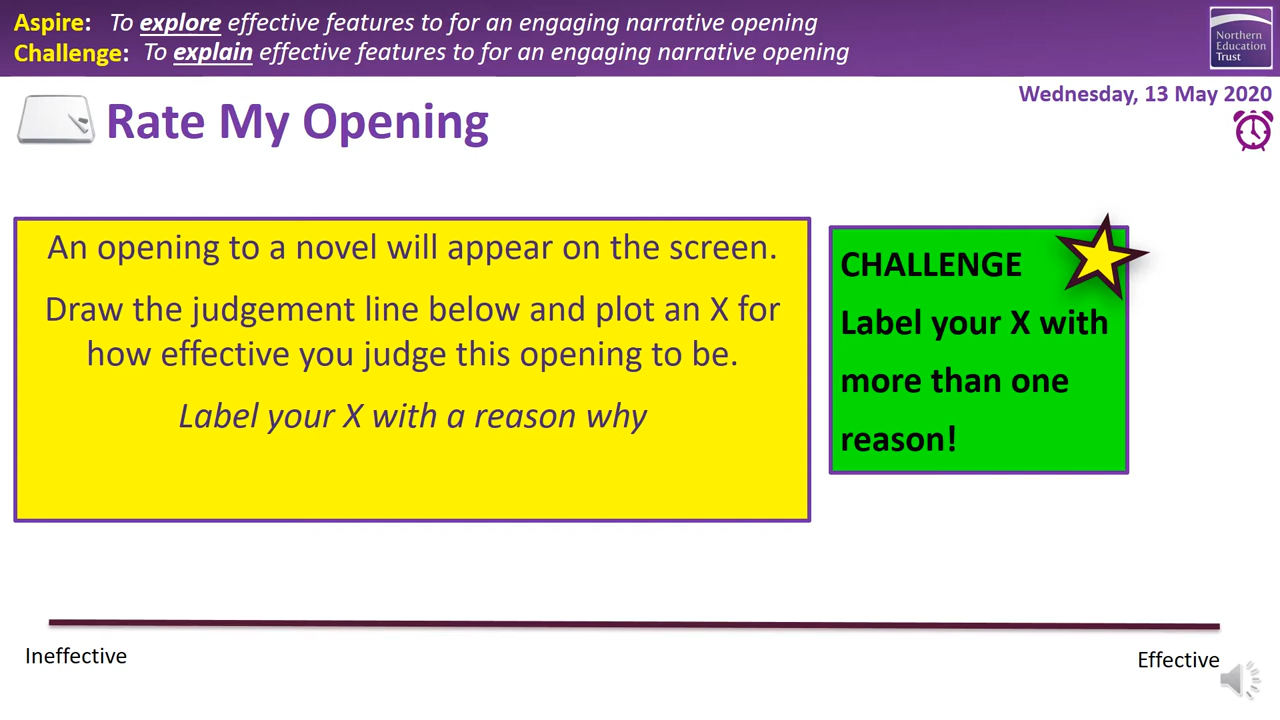 Aspire: To explore effective features to for an engaging narrative opening
Challenge: To explain effective features to for an engaging narrative opening
Northern
Education
Trust
Wednesday, 13 May 2020
Rate My Opening
An opening to a novel will appear on the screen.
Draw the judgement line below and plot an X for
how effective you judge this opening to be.
Label your X with a reason why
CHALLENGE
Label your X with
more than one
reason!
Ineffective
Effective